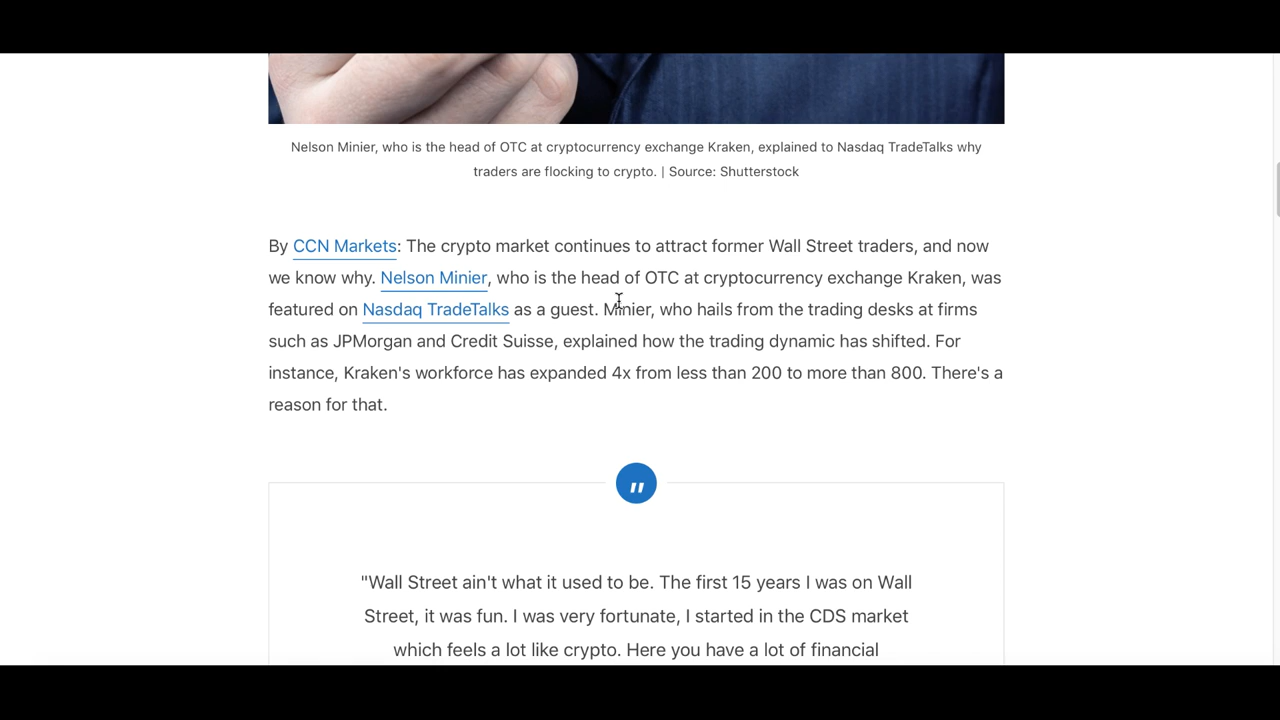 Nelson Minier, who is the head of OTC at cryptocurrency exchange Kraken, explained to Nasdaq TradeTalks why
traders are flocking to crypto. | Source: Shutterstock
By CCN Markets: The crypto market continues to attract former Wall Street traders, and now
we know why. Nelson Minier, who is the head of OTC at cryptocurrency exchange Kraken, was
featured on Nasdaq TradeTalks as a guest. Minier, who hails from the trading desks at firms
such as JPMorgan and Credit Suisse, explained how the trading dynamic has shifted. For
instance, Kraken's workforce has expanded 4x from less than 200 to more than 800. There's a
reason for that.
"
"Wall Street ain't what it used to be. The first 15 years I was on Wall
Street, it was fun. I was very fortunate, I started in the CDS market
which feels a lot like crypto. Here you have a lot of financial